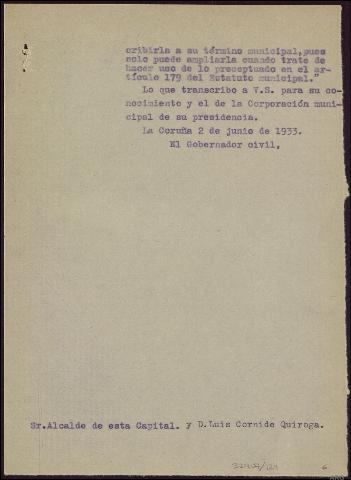 cribirla a su término municipal,pues
solo puede ampliarla cuando trate de
hacer uso de lo preceptuado en el ar-
tículo 179 del Estatuto municipal."
Lo que transcribo a V.S. para su co-
nocimiento y el de la Corporación muni-
cipal de su presidencia.
La Coruña 2 de junio de 1933.
El Gobernador civil,
Sr.Alcalde de esta Capital. y D.Luis Cornide Quiroga.
6